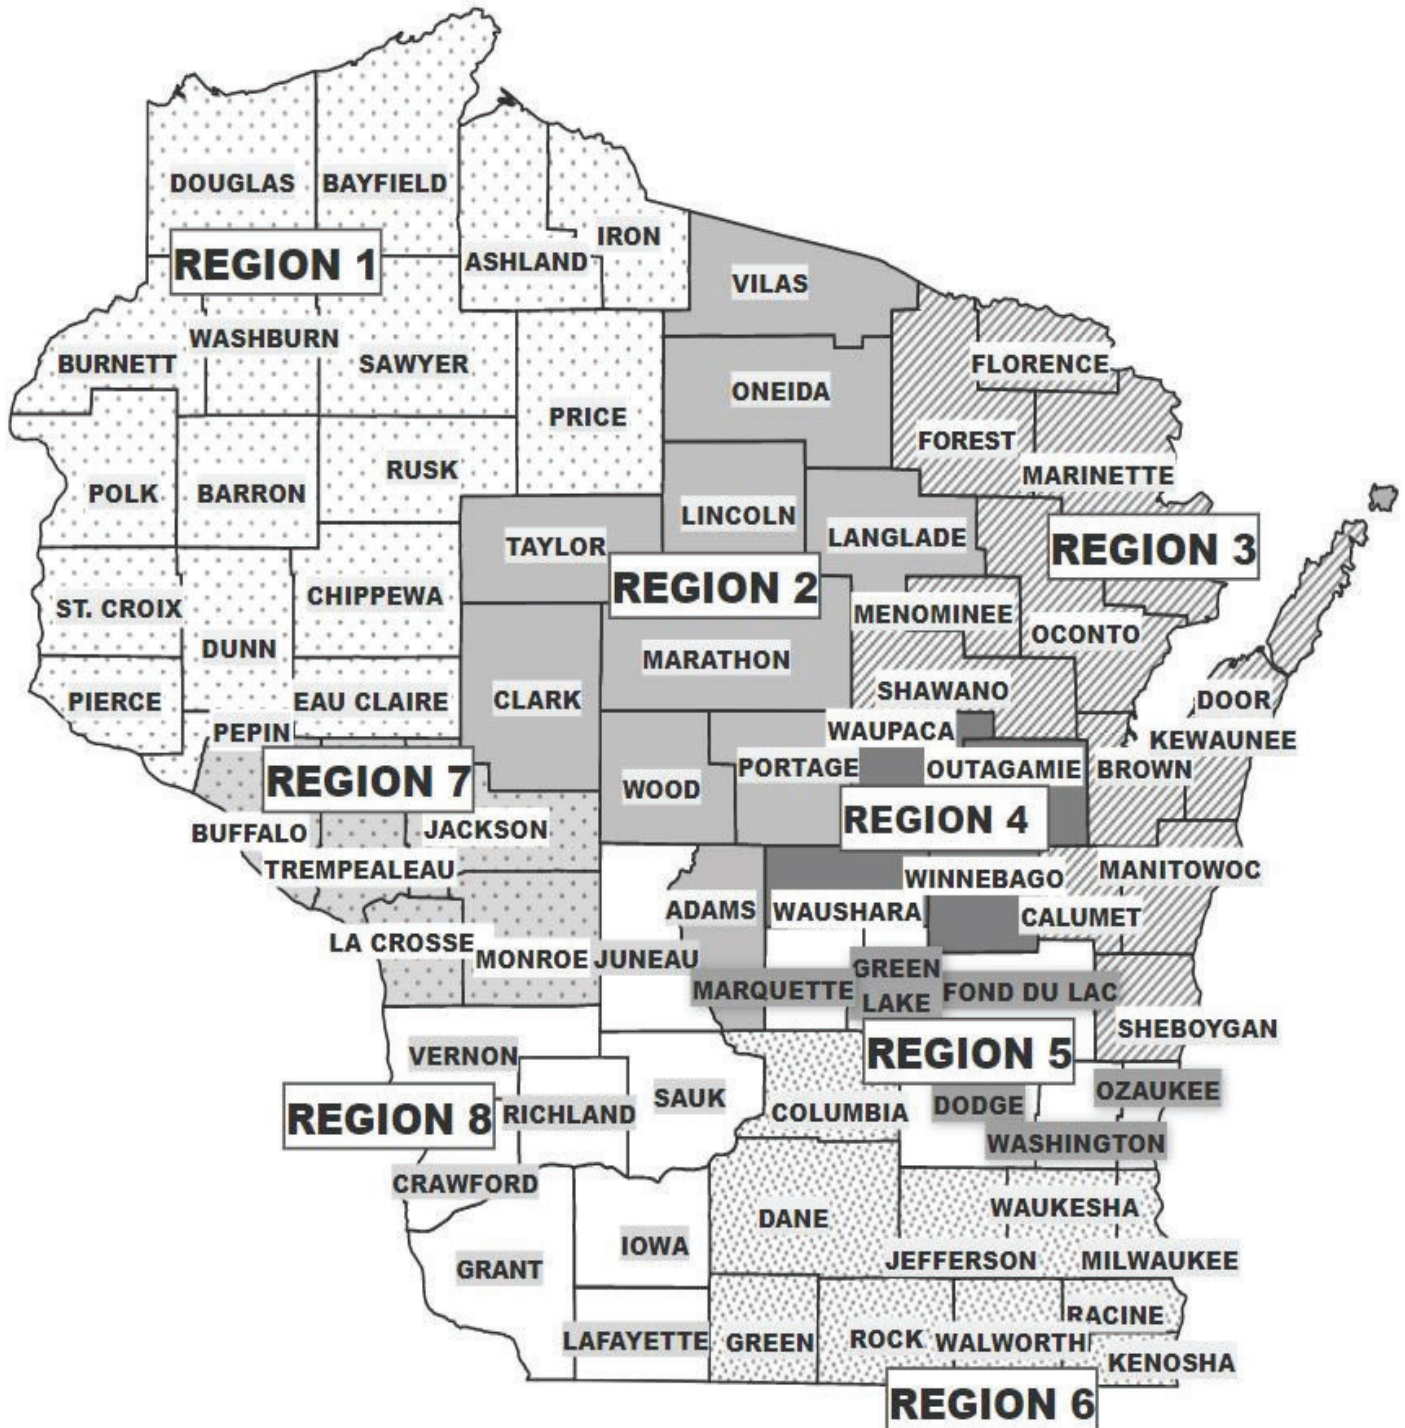 DOUGLAS
BAYFIELD
IRON
ASHLAND
REGION 1
VILAS
WASHBURN
BURNETT
SAWYER
FLORENCE
ONEIDA
PRICE
FOREST
RUSK
MARINETTE
POLK
BARRON
LINCOLN
LANGLADE
TAYLOR
REGION 3
REGION 2
CHIPPEWA
ST. CROIX
MENOMINEE
OCONTO
DUNN
MARATHON
SHAWANO
PIERCE
EAU CLAIRE
CLARK
DOOR
PEPIN
WAUPACA
KEWAUNEE
PORTAGE
OUTAGAMIE
BROWN
REGION 7
WOOD
REGION 4
BUFFALO
JACKSON
TREMPEALEAU
WINNEBAGO
MANITOWOC
ADAMS
WAUSHARA
CALUMET
LA CROSSE
MONROE
JUNEAU
GREEN
LAKE
MARQUETTE
FOND DU LAC
SHEBOYGAN
VERNON
REGION 5
SAUK
OZAUKEE
REGION 8
RICHLAND
COLUMBIA
DODGE
WASHINGTON
CRAWFORD
WAUKESHA
DANE
IOWA
JEFFERSON
MILWAUKEE
GRANT
RACINE
LAFAYETTE
GREEN
ROCK
WALWORTH
KENOSHA
REGION 6